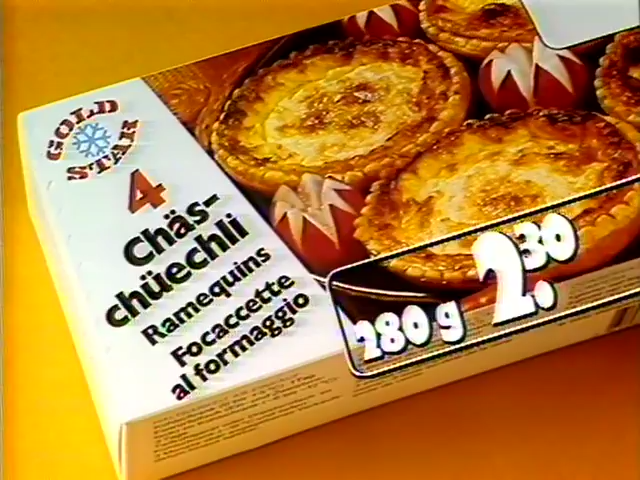 GOLD
STAR
4
Chäs-
chüechli
Ramequins
Focaccette
al formaggio
280 g 2.30